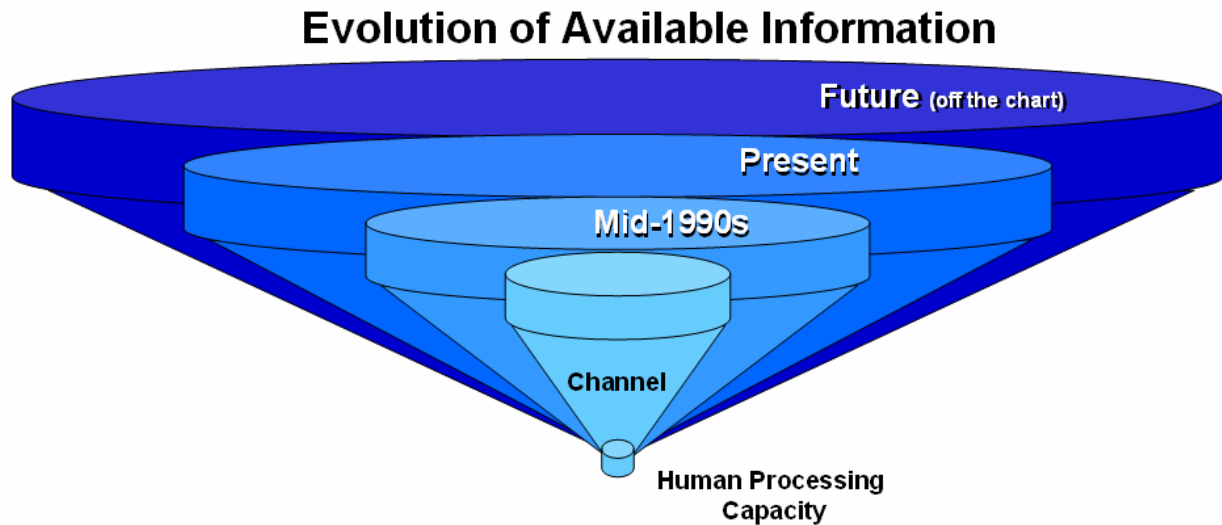 Evolution of Available Information
Future (off the chart)
Present
Mid-1990s
Channel
Human Processing
Capacity